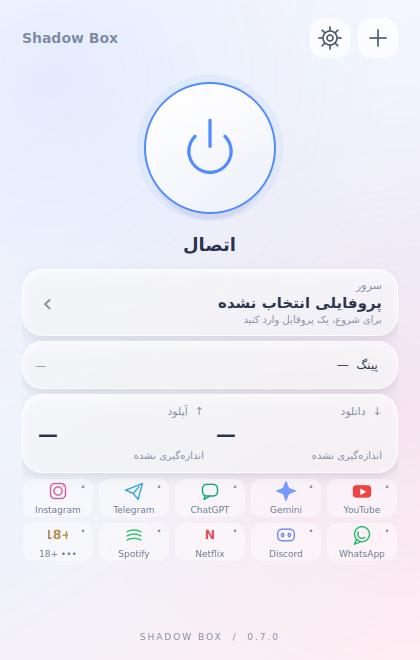 Shadow Box
اتصال
سرور
پروفایلی انتخاب نشده
برای شروع، یک پروفایل وارد کنید
پینگ —
—
↓ دانلود
↑ آپلود
—
—
اندازه‌گیری نشده
اندازه‌گیری نشده
Instagram
Telegram
ChatGPT
Gemini
YouTube
18+
N
18+ •••
Spotify
Netflix
Discord
WhatsApp
SHADOW BOX / 0.7.0